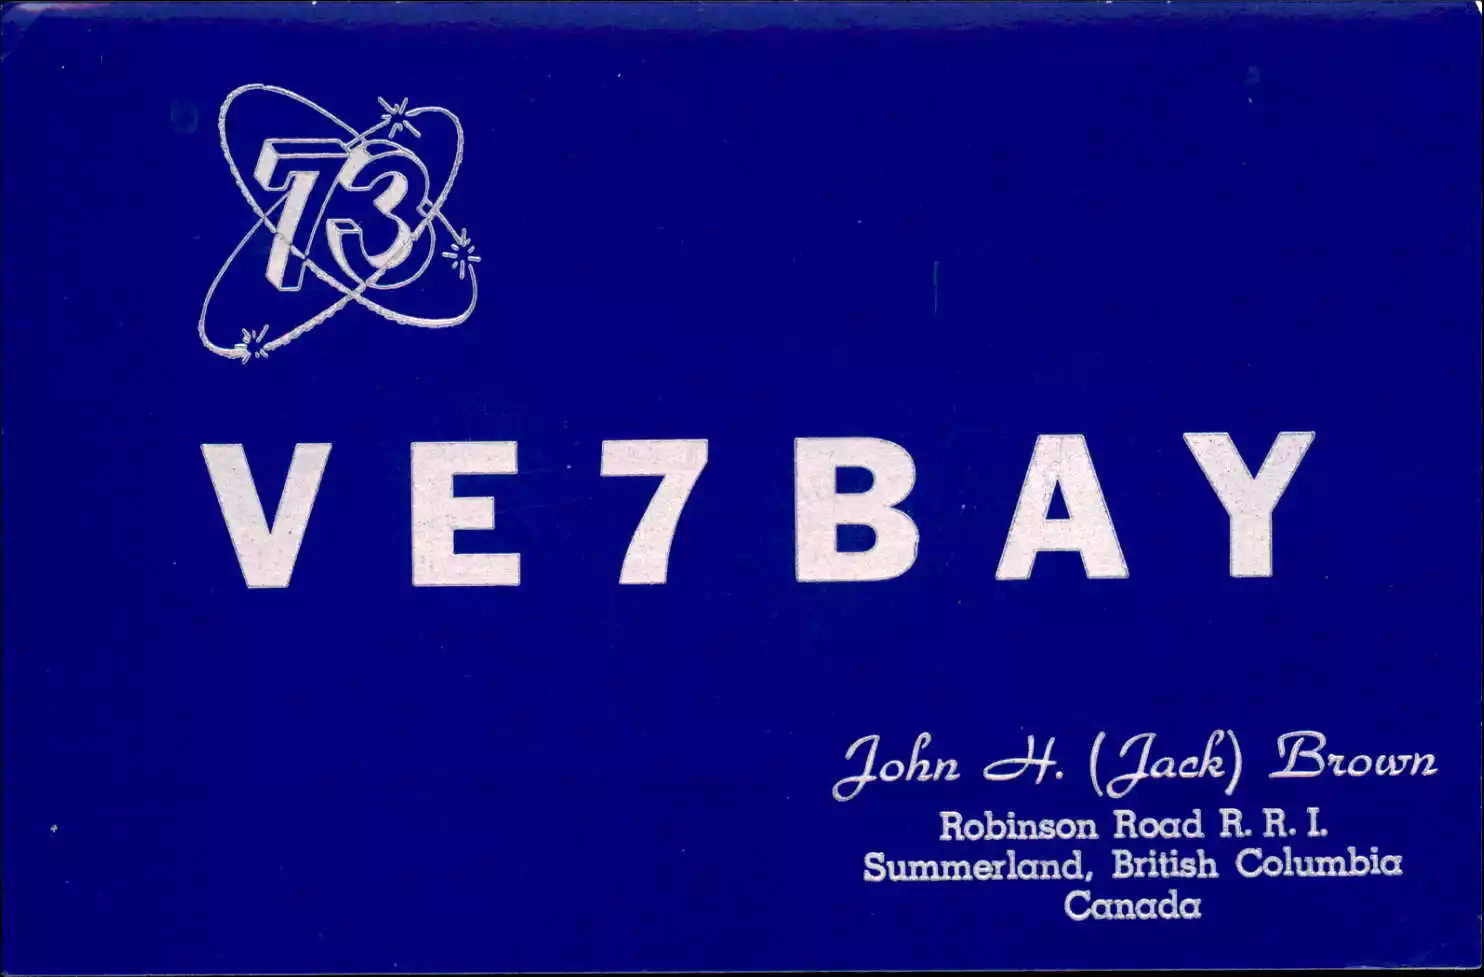 73
VE7BAY
John H. (Jack) Brown
Robinson Road R. R. I.
Summerland, British Columbia
Canada